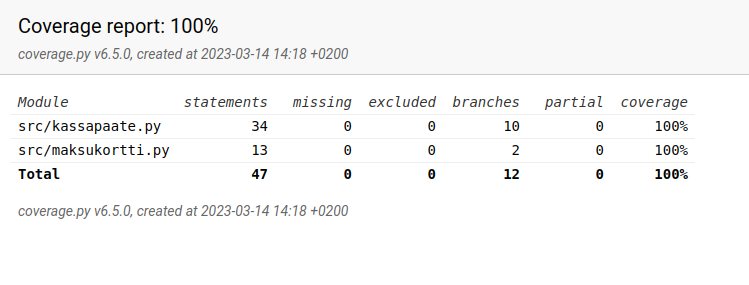 Coverage report: 100%
coverage.py v6.5.0, created at 2023-03-14 14:18 +0200
Module statements missing excluded branches partial coverage
src/kassapaate.py 34 0 0 10 0 100%
src/maksukortti.py 13 0 0 2 0 100%
Total 47 0 0 12 0 100%
coverage.py v6.5.0, created at 2023-03-14 14:18 +0200